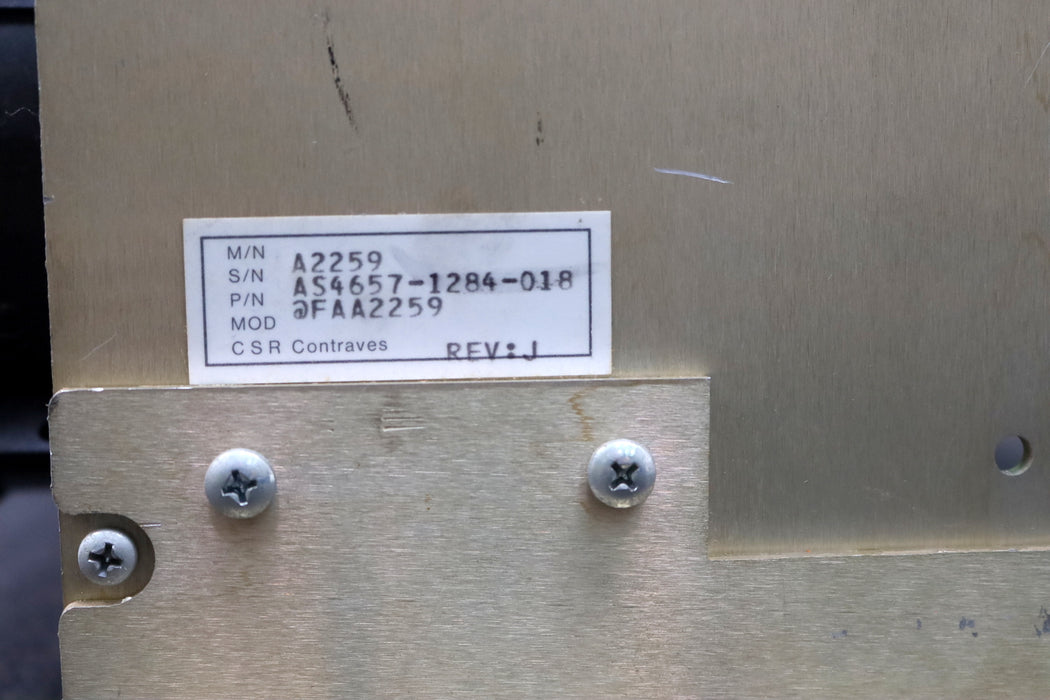 M/N A2259
S/N AS4657-1284-018
P/N @FAA2259
MOD
CSR Contraves REV:J